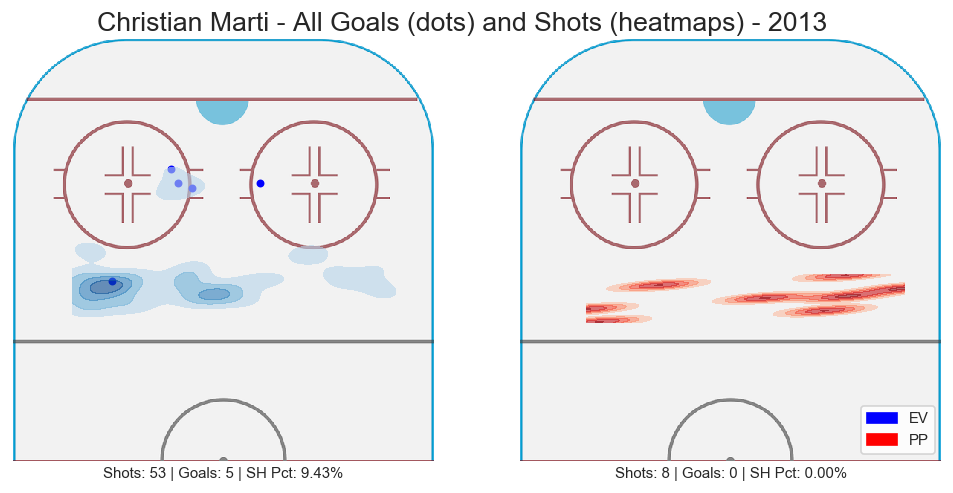 Christian Marti - All Goals (dots) and Shots (heatmaps) - 2013
EV
PP
Shots: 53 | Goals: 5 | SH Pct: 9.43%
Shots: 8 | Goals: 0 | SH Pct: 0.00%